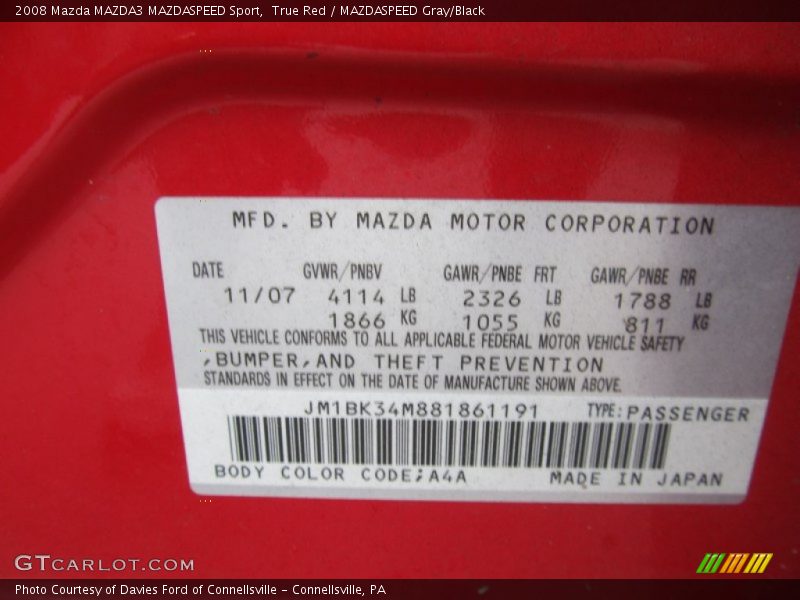 2008 Mazda MAZDA3 MAZDASPEED Sport,  True Red / MAZDASPEED Gray/Black
MFD. BY MAZDA MOTOR CORPORATION
DATE GVWR/PNBV GAWR/PNBE FRT GAWR/PNBE RR
11/07 4114 LB 2326 LB 1788 LB
1866 KG 1055 KG 811 KG
THIS VEHICLE CONFORMS TO ALL APPLICABLE FEDERAL MOTOR VEHICLE SAFETY
,BUMPER,AND THEFT PREVENTION
STANDARDS IN EFFECT ON THE DATE OF MANUFACTURE SHOWN ABOVE.
JM1BK34M881861191 TYPE:PASSENGER
BODY COLOR CODE;A4A MADE IN JAPAN
GTCARLOT.COM
Photo Courtesy of Davies Ford of Connellsville - Connellsville, PA